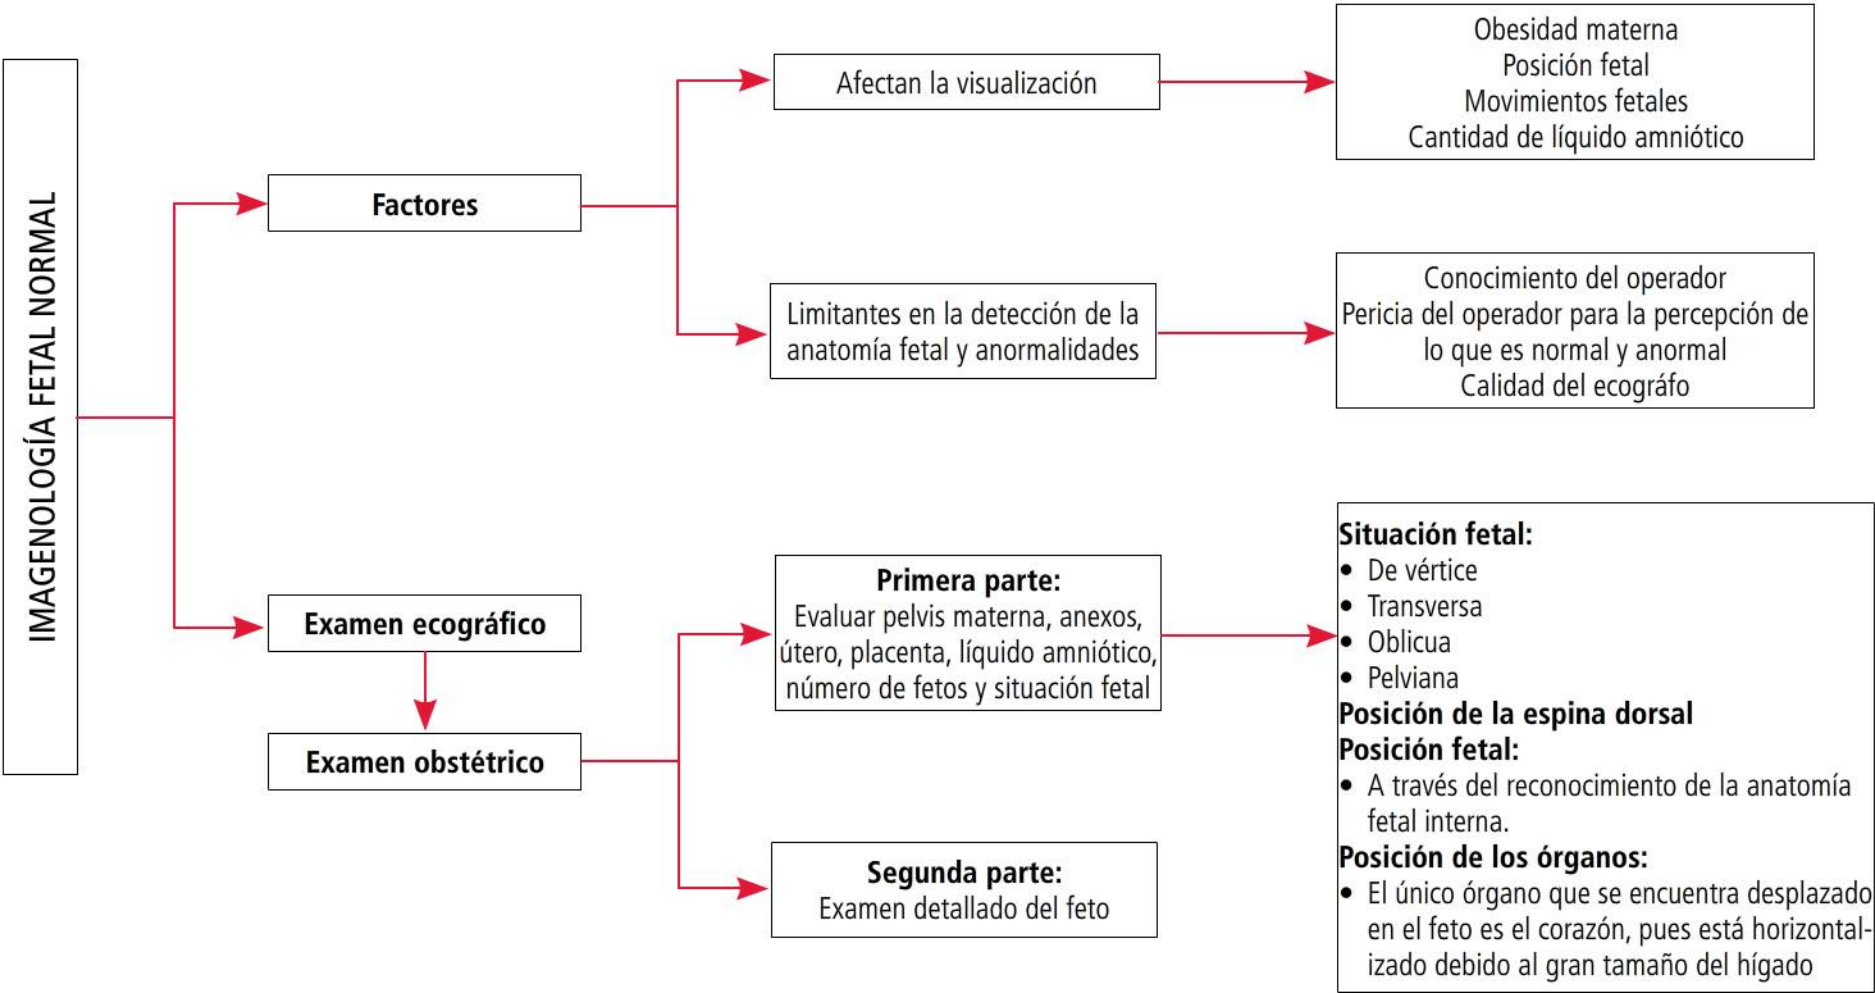 IMAGENOLOGÍA FETAL NORMAL
Factores
Afectan la visualización
Obesidad materna
Posición fetal
Movimientos fetales
Cantidad de líquido amniótico
Limitantes en la detección de la
anatomía fetal y anormalidades
Conocimiento del operador
Pericia del operador para la percepción de
lo que es normal y anormal
Calidad del ecográfo
Examen ecográfico
Examen obstétrico
Primera parte:
Evaluar pelvis materna, anexos,
útero, placenta, líquido amniótico,
número de fetos y situación fetal
Situación fetal:
• De vértice
• Transversa
• Oblicua
• Pelviana
Posición de la espina dorsal
Posición fetal:
• A través del reconocimiento de la anatomía
fetal interna.
Posición de los órganos:
• El único órgano que se encuentra desplazado
en el feto es el corazón, pues está horizontal-
izado debido al gran tamaño del hígado
Segunda parte:
Examen detallado del feto